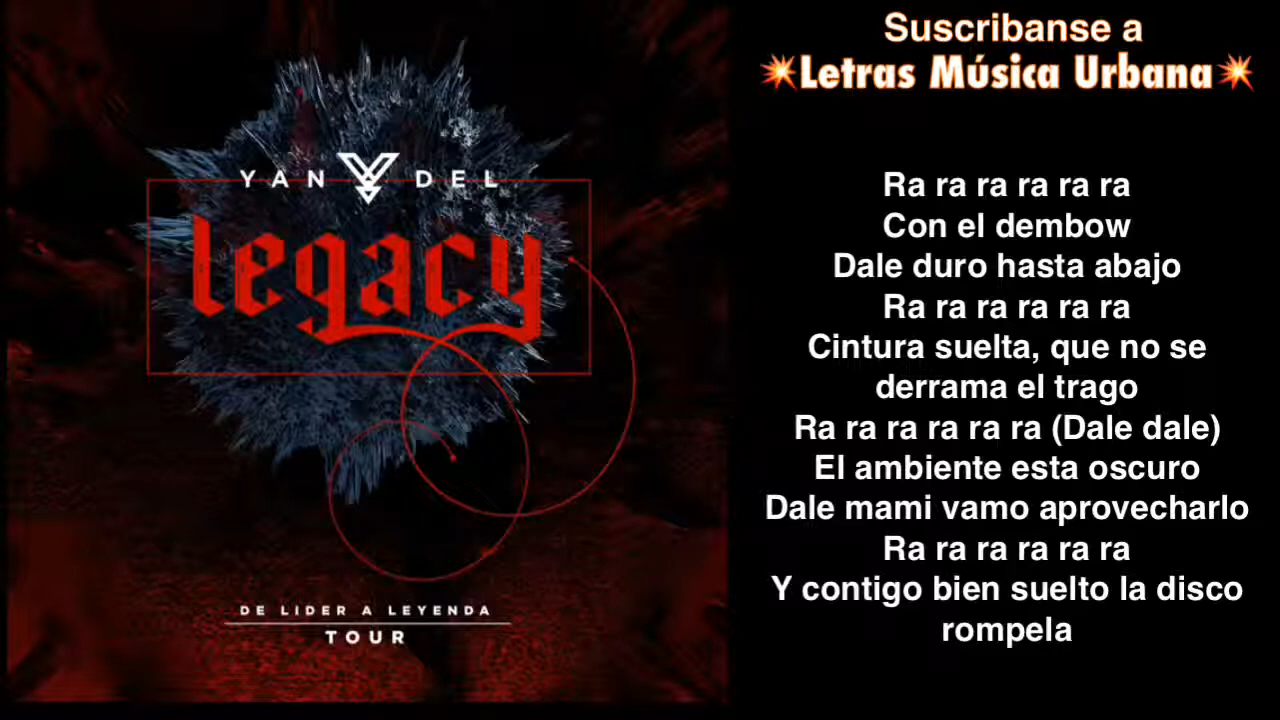 YANDEL
legacy
DE LIDER A LEYENDA
TOUR
Suscribanse a
💥Letras Música Urbana💥
Ra ra ra ra ra ra
Con el dembow
Dale duro hasta abajo
Ra ra ra ra ra ra
Cintura suelta, que no se
derrama el trago
Ra ra ra ra ra ra (Dale dale)
El ambiente esta oscuro
Dale mami vamo aprovecharlo
Ra ra ra ra ra ra
Y contigo bien suelto la disco
rompela